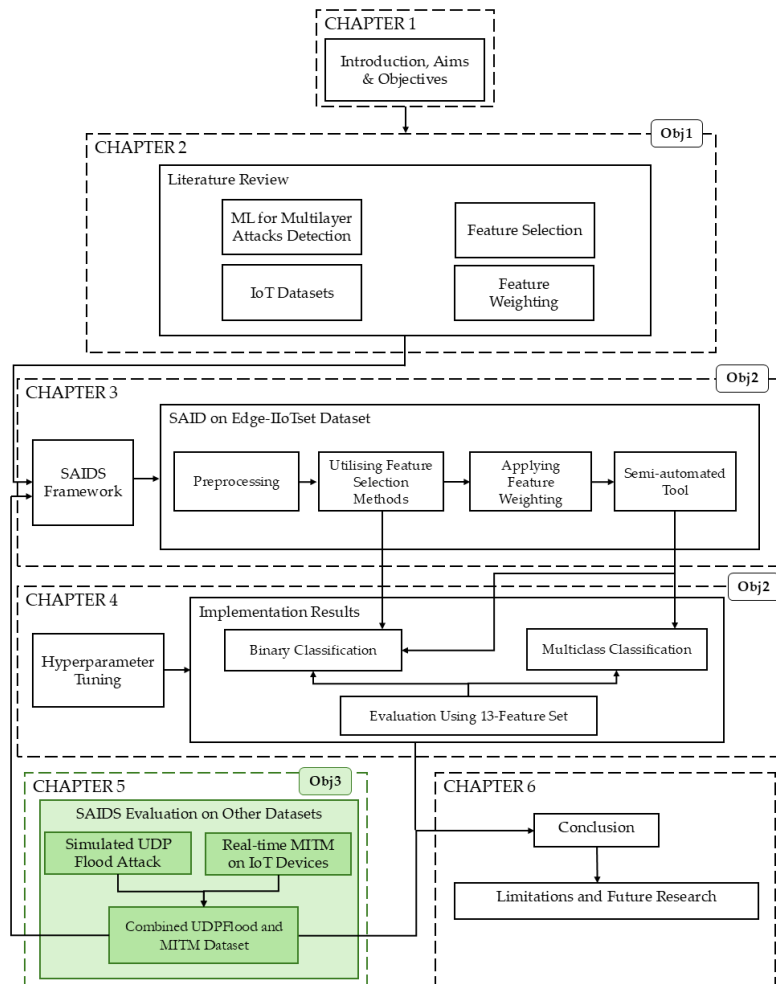 CHAPTER 1
Introduction, Aims
& Objectives
Obj1
CHAPTER 2
Literature Review
ML for Multilayer
Attacks Detection
Feature Selection
IoT Datasets
Feature
Weighting
Obj2
CHAPTER 3
SAID on Edge-IIoTset Dataset
SAIDS
Framework
Preprocessing
Utilising Feature
Selection
Methods
Applying
Feature
Weighting
Semi-automated
Tool
Obj2
CHAPTER 4
Implementation Results
Hyperparameter
Tuning
Binary Classification
Multiclass Classification
Evaluation Using 13-Feature Set
Obj3
CHAPTER 5
SAIDS Evaluation on Other Datasets
Simulated UDP
Flood Attack
Real-time MITM
on IoT Devices
Combined UDPFlood and
MITM Dataset
CHAPTER 6
Conclusion
Limitations and Future Research